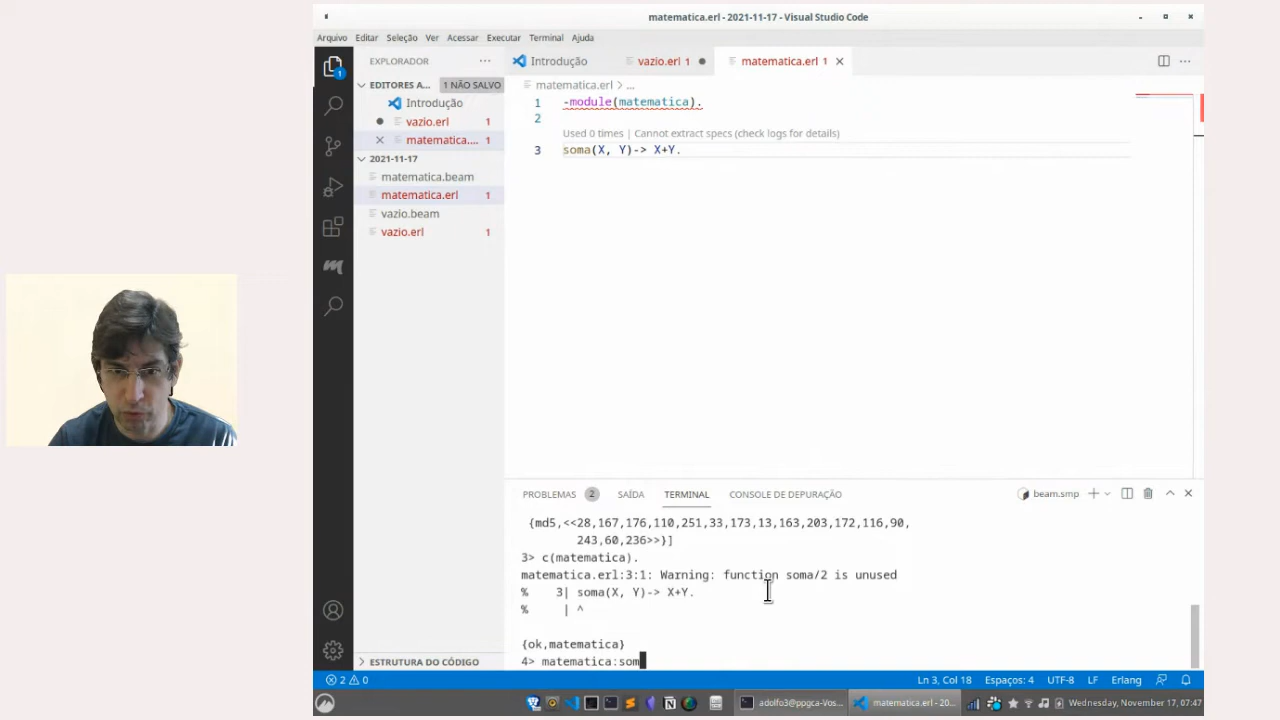 matematica.erl - 2021-11-17 - Visual Studio Code
Arquivo Editar Seleção Ver Acessar Executar Terminal Ajuda
EXPLORADOR
Introdução
vazio.erl 1
matematica.erl 1
EDITORES A... 1 NÃO SALVO
Introdução
vazio.erl 1
matematica.... 1
2021-11-17
matematica.beam
matematica.erl 1
vazio.beam
vazio.erl 1
matematica.erl > ...
1 -module(matematica).
2
Used 0 times | Cannot extract specs (check logs for details)
3 soma(X, Y)-> X+Y.
PROBLEMAS 2 SAÍDA TERMINAL CONSOLE DE DEPURAÇÃO beam.smp
{md5,<<28,167,176,110,251,33,173,13,163,203,172,116,90,
243,60,236>>}]
3> c(matematica).
matematica.erl:3:1: Warning: function soma/2 is unused
% 3| soma(X, Y)-> X+Y.
% | ^
{ok,matematica}
4> matematica:som
ESTRUTURA DO CÓDIGO
2 0 Ln 3, Col 18 Espaços: 4 UTF-8 LF Erlang
adolfo3@ppgca-Vos... matematica.erl - 20... Wednesday, November 17, 07:47